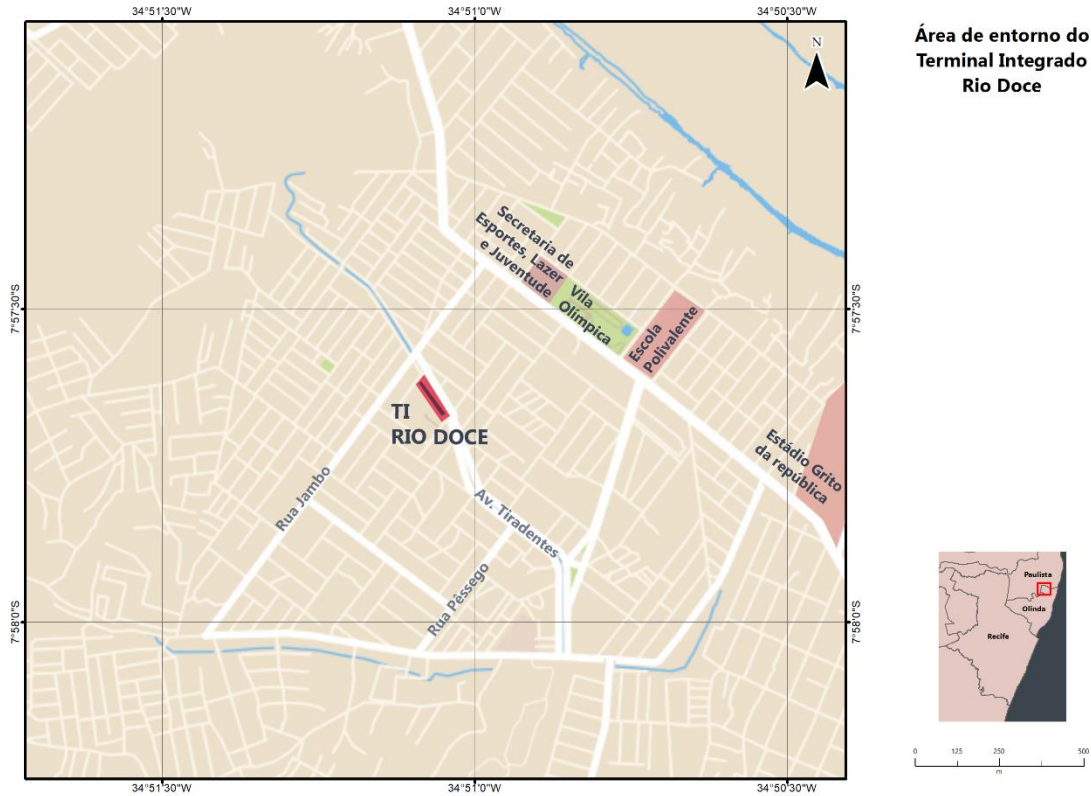 34°51'30"W
34°51'0"W
34°50'30"W
N
Área de entorno do
Terminal Integrado
Rio Doce
Secretaria de
Esportes, Lazer
e Juventude
Vila
Olímpica
7°57'30"S
7°57'30"S
Escola
Polivalente
TI
RIO DOCE
Estádio Grito
da república
Rua Jambo
Av. Tiradentes
Rua Pêssego
7°58'0"S
7°58'0"S
Paulista
Olinda
Recife
0 125 250 500
m
34°51'30"W
34°51'0"W
34°50'30"W